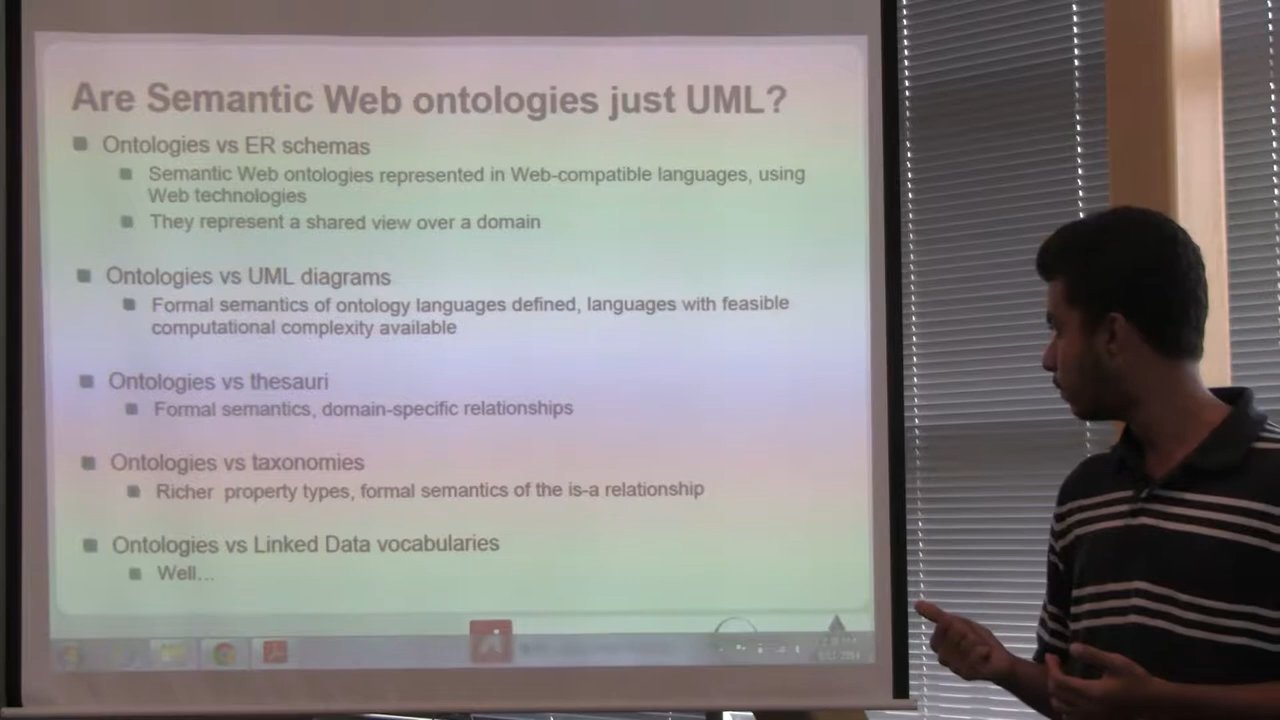 Are Semantic Web ontologies just UML?
Ontologies vs ER schemas
Semantic Web ontologies represented in Web-compatible languages, using
Web technologies
They represent a shared view over a domain
Ontologies vs UML diagrams
Formal semantics of ontology languages defined, languages with feasible
computational complexity available
Ontologies vs thesauri
Formal semantics, domain-specific relationships
Ontologies vs taxonomies
Richer property types, formal semantics of the is-a relationship
Ontologies vs Linked Data vocabularies
Well...